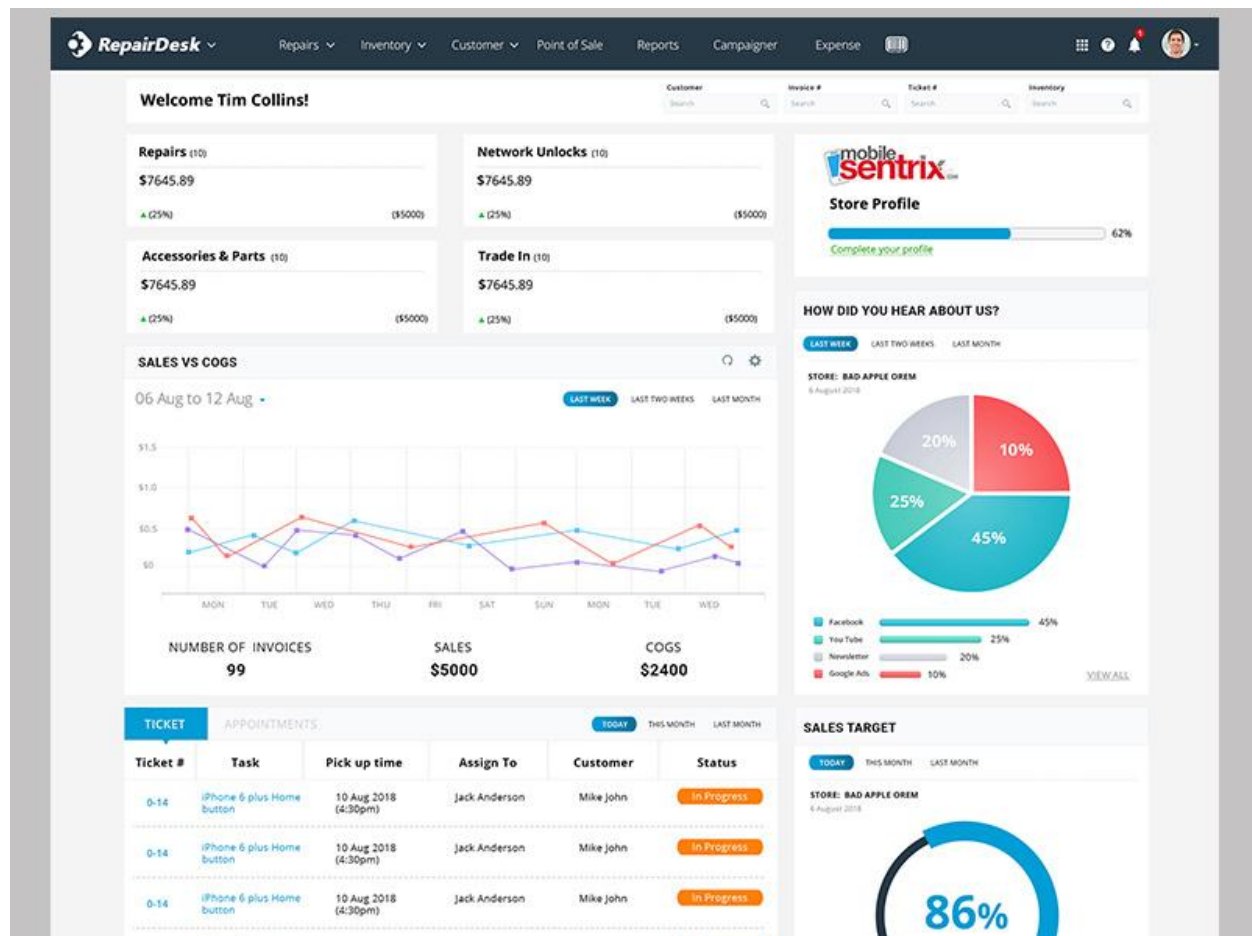 RepairDesk
Repairs Inventory Customer Point of Sale Reports Campaigner Expense
1
Welcome Tim Collins!
Customer Invoice # Ticket # Inventory
Search Search Search Search
Repairs (10)
$7645.89
(25%) ($5000)
Network Unlocks (10)
$7645.89
(25%) ($5000)
Accessories & Parts (10)
$7645.89
(25%) ($5000)
Trade In (10)
$7645.89
(25%) ($5000)
mobile
sentrix
Store Profile
62%
Complete your profile
SALES VS COGS
06 Aug to 12 Aug
LAST WEEK LAST TWO WEEKS LAST MONTH
$1.5
$1.0
$0.5
$0
MON TUE WED THU FRI SAT SUN MON TUE WED
NUMBER OF INVOICES SALES COGS
99 $5000 $2400
HOW DID YOU HEAR ABOUT US?
LAST WEEK LAST TWO WEEKS LAST MONTH
STORE: BAD APPLE OREM
6 August 2018
20% 10%
25%
45%
Facebook 45%
You Tube 25%
Newsletter 20%
Google Ads 10%
VIEW ALL
TICKET APPOINTMENTS
TODAY THIS MONTH LAST MONTH
Ticket # Task Pick up time Assign To Customer Status
0-14 iPhone 6 plus Home button 10 Aug 2018 (4:30pm) Jack Anderson Mike John In Progress
0-14 iPhone 6 plus Home button 10 Aug 2018 (4:30pm) Jack Anderson Mike John In Progress
0-14 iPhone 6 plus Home button 10 Aug 2018 (4:30pm) Jack Anderson Mike John In Progress
SALES TARGET
TODAY THIS MONTH LAST MONTH
STORE: BAD APPLE OREM
6 August 2018
86%